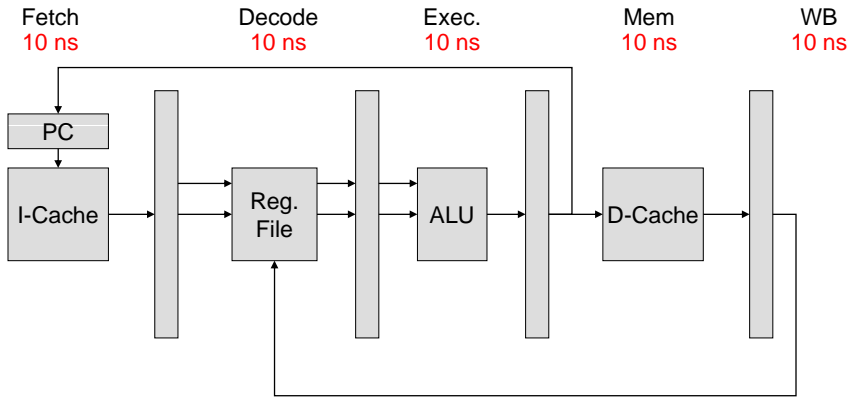 Fetch Decode Exec. Mem WB
10 ns 10 ns 10 ns 10 ns 10 ns
PC
I-Cache
Reg.
File
ALU
D-Cache